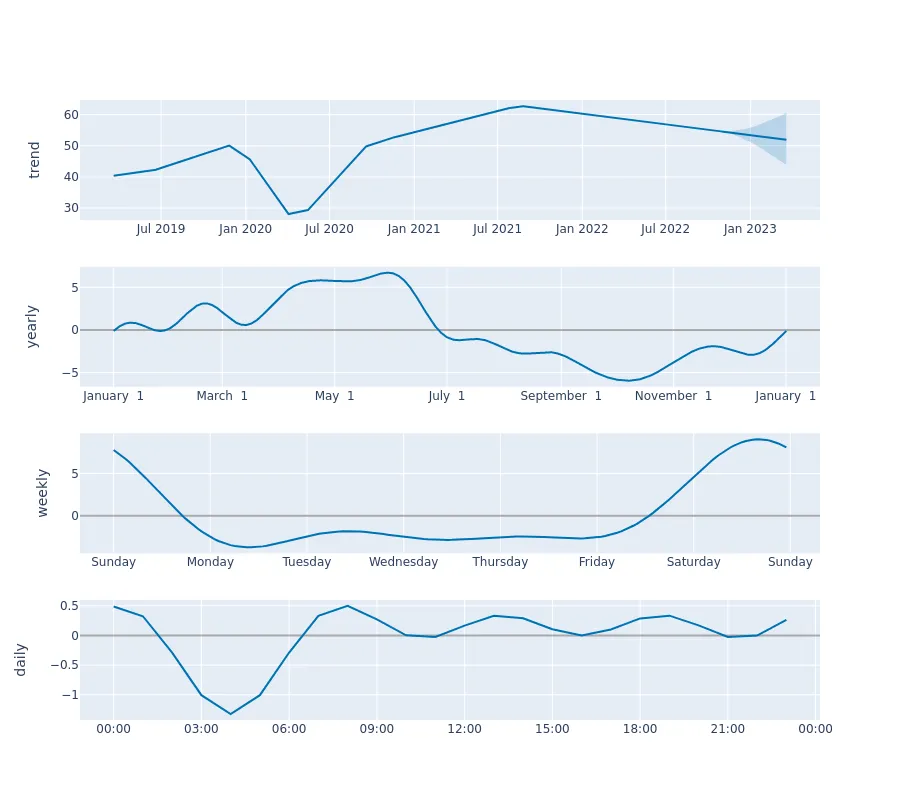 trend
60
50
40
30
Jul 2019 Jan 2020 Jul 2020 Jan 2021 Jul 2021 Jan 2022 Jul 2022 Jan 2023
yearly
5
0
−5
January 1 March 1 May 1 July 1 September 1 November 1 January 1
weekly
5
0
Sunday Monday Tuesday Wednesday Thursday Friday Saturday Sunday
daily
0.5
0
−0.5
−1
00:00 03:00 06:00 09:00 12:00 15:00 18:00 21:00 00:00